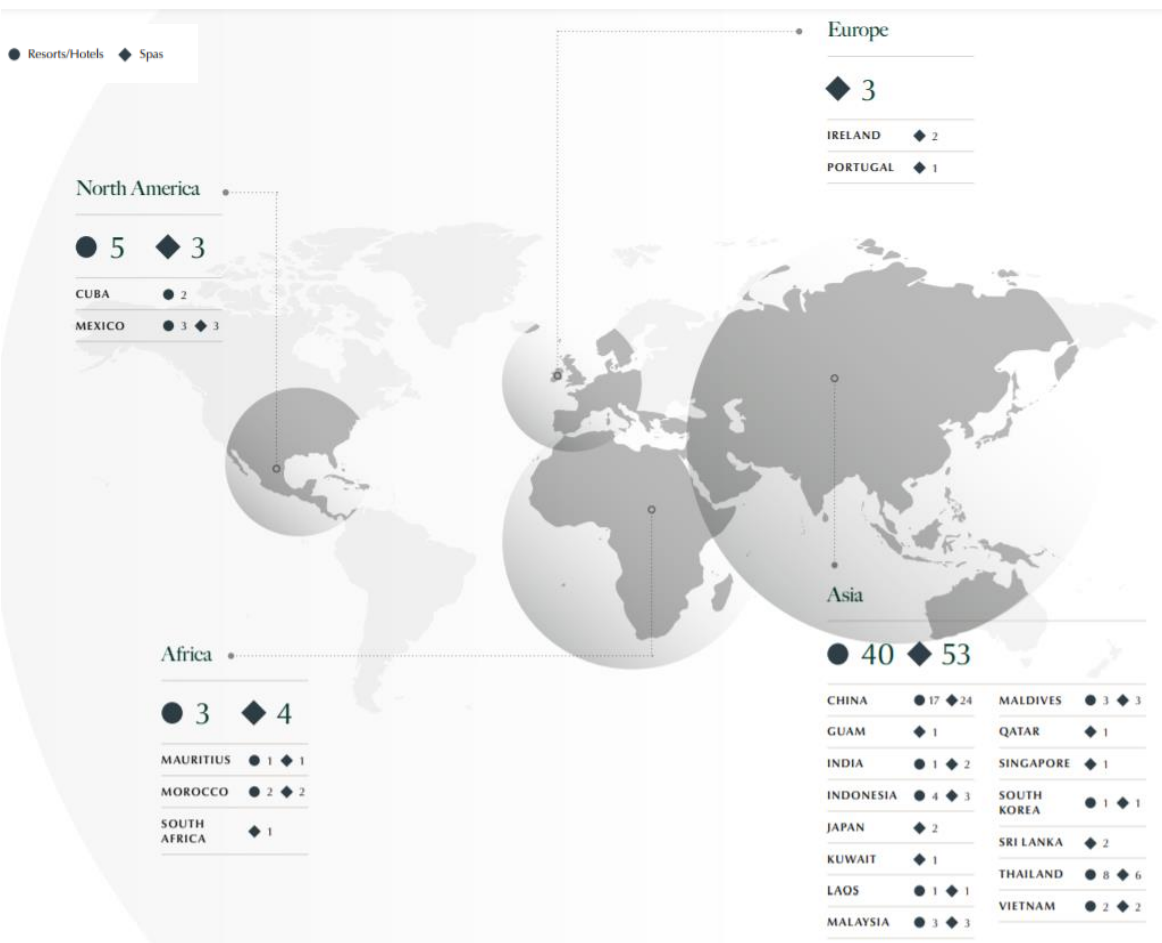 Resorts/Hotels Spas
Europe
3
IRELAND 2
PORTUGAL 1
North America
5 3
CUBA 2
MEXICO 3 3
Africa
3 4
MAURITIUS 1 1
MOROCCO 2 2
SOUTH
AFRICA 1
Asia
40 53
CHINA 17 24
GUAM 1
INDIA 1 2
INDONESIA 4 3
JAPAN 2
KUWAIT 1
LAOS 1 1
MALAYSIA 3 3
MALDIVES 3 3
QATAR 1
SINGAPORE 1
SOUTH
KOREA 1 1
SRI LANKA 2
THAILAND 8 6
VIETNAM 2 2